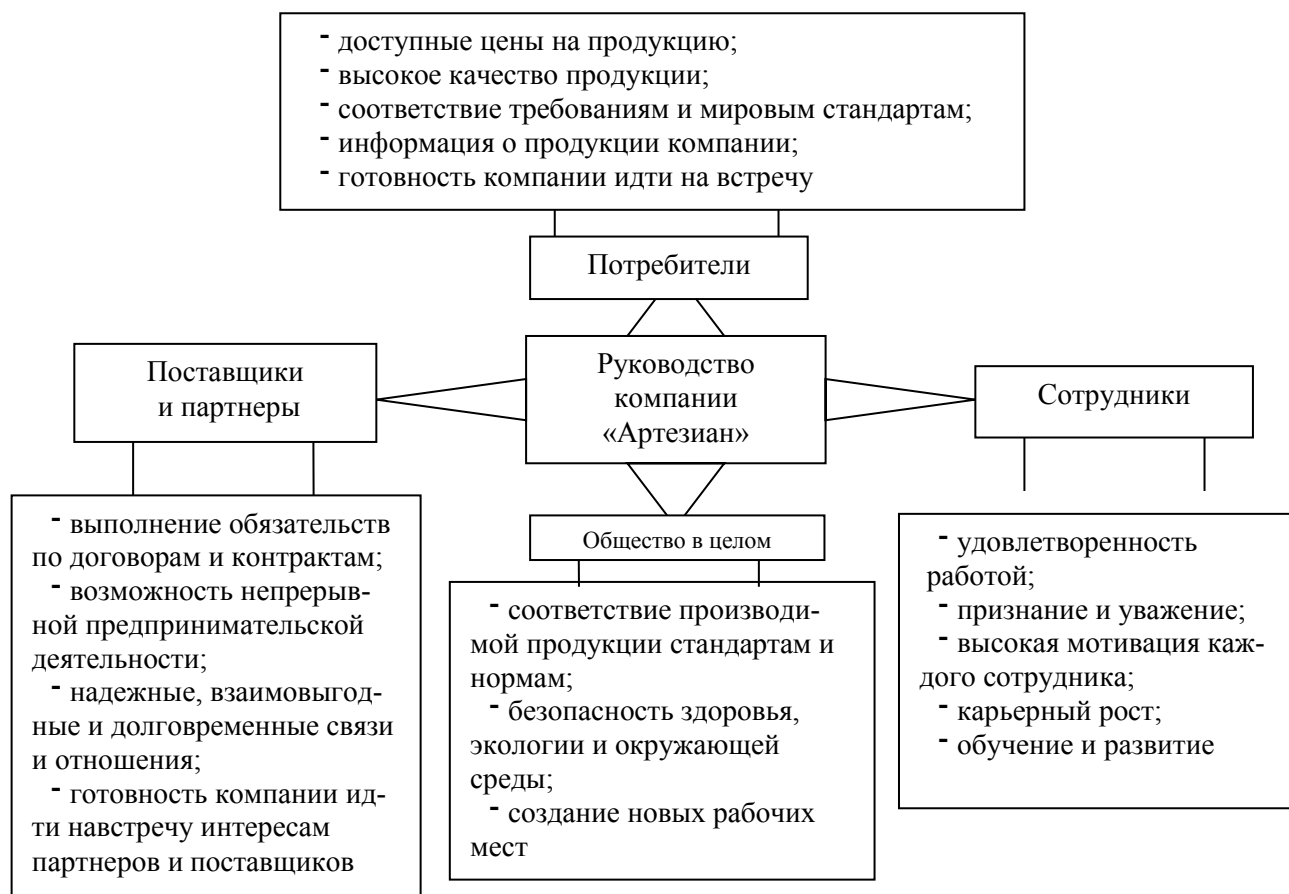 - доступные цены на продукцию;
- высокое качество продукции;
- соответствие требованиям и мировым стандартам;
- информация о продукции компании;
- готовность компании идти на встречу
Потребители
Поставщики
и партнеры
Руководство
компании
«Артезиан»
Сотрудники
- выполнение обязательств
по договорам и контрактам;
- возможность непрерыв-
ной предпринимательской
деятельности;
- надежные, взаимовыгод-
ные и долговременные связи
и отношения;
- готовность компании ид-
ти навстречу интересам
партнеров и поставщиков
Общество в целом
- соответствие производи-
мой продукции стандартам и
нормам;
- безопасность здоровья,
экологии и окружающей
среды;
- создание новых рабочих
мест
- удовлетворенность
работой;
- признание и уважение;
- высокая мотивация каж-
дого сотрудника;
- карьерный рост;
- обучение и развитие